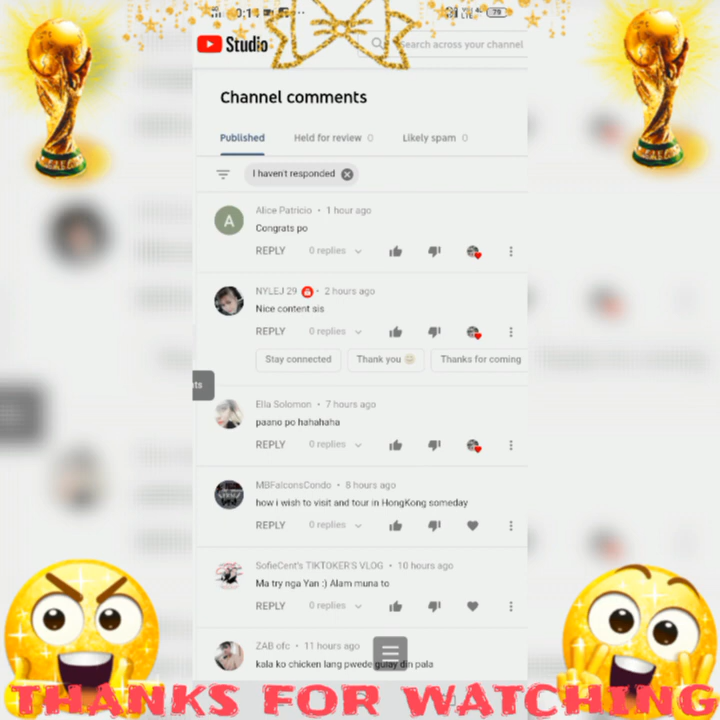 Studio
Search across your channel
Channel comments
Published Held for review 0 Likely spam 0
I haven't responded
A
Alice Patricio • 1 hour ago
Congrats po
REPLY 0 replies
NYLEJ 29 • 2 hours ago
Nice content sis
REPLY 0 replies
Stay connected Thank you Thanks for coming
Ella Solomon • 7 hours ago
paano po hahahaha
REPLY 0 replies
MBFalconsCondo • 8 hours ago
how i wish to visit and tour in HongKong someday
REPLY 0 replies
SofieCent's TIKTOKER'S VLOG • 10 hours ago
Ma try nga Yan :) Alam muna to
REPLY 0 replies
ZAB ofc • 11 hours ago
kala ko chicken lang pwede gulay din pala
THANKS FOR WATCHING